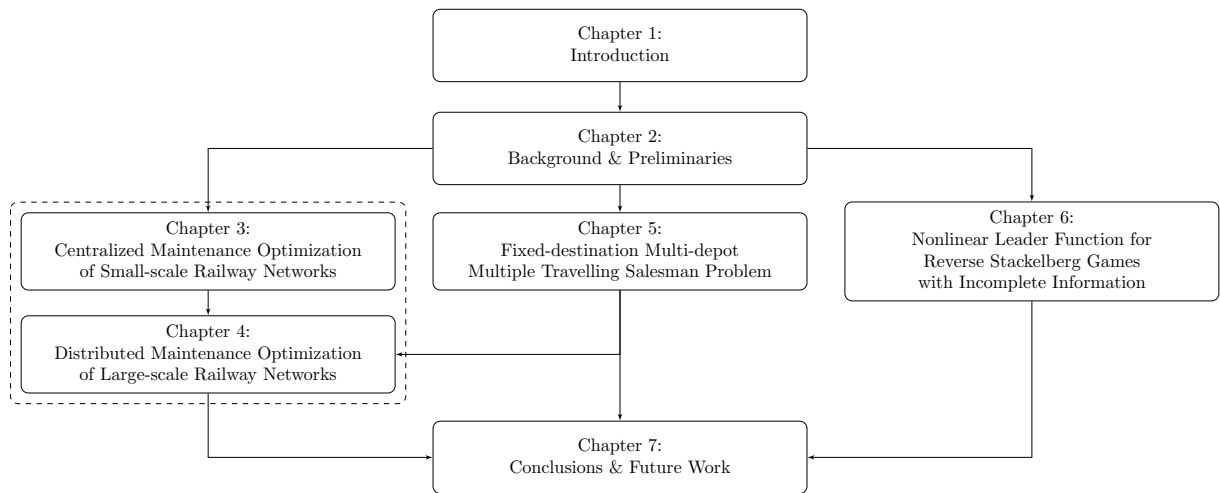 Chapter 1:
Introduction
Chapter 2:
Background & Preliminaries
Chapter 3:
Centralized Maintenance Optimization
of Small-scale Railway Networks
Chapter 5:
Fixed-destination Multi-depot
Multiple Travelling Salesman Problem
Chapter 6:
Nonlinear Leader Function for
Reverse Stackelberg Games
with Incomplete Information
Chapter 4:
Distributed Maintenance Optimization
of Large-scale Railway Networks
Chapter 7:
Conclusions & Future Work